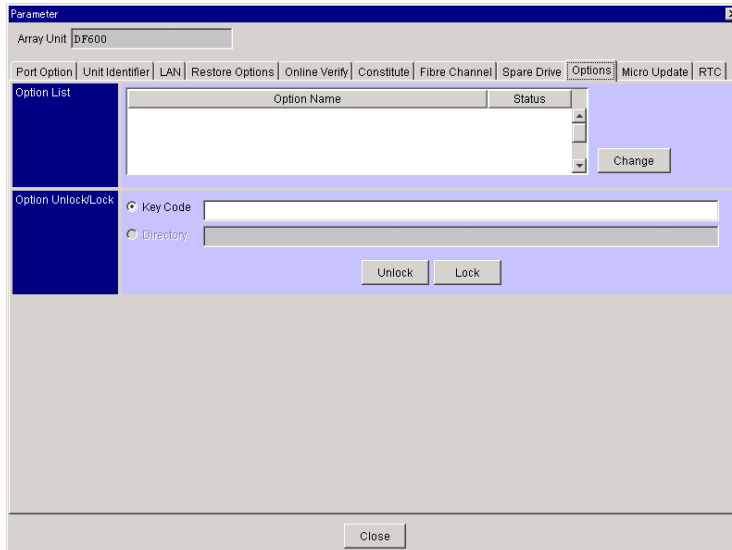 Parameter
Array Unit DF600
Port Option Unit Identifier LAN Restore Options Online Verify Constitute Fibre Channel Spare Drive Options Micro Update RTC
Option List
Option Name Status
Change
Option Unlock/Lock
Key Code
Directory
Unlock Lock
Close